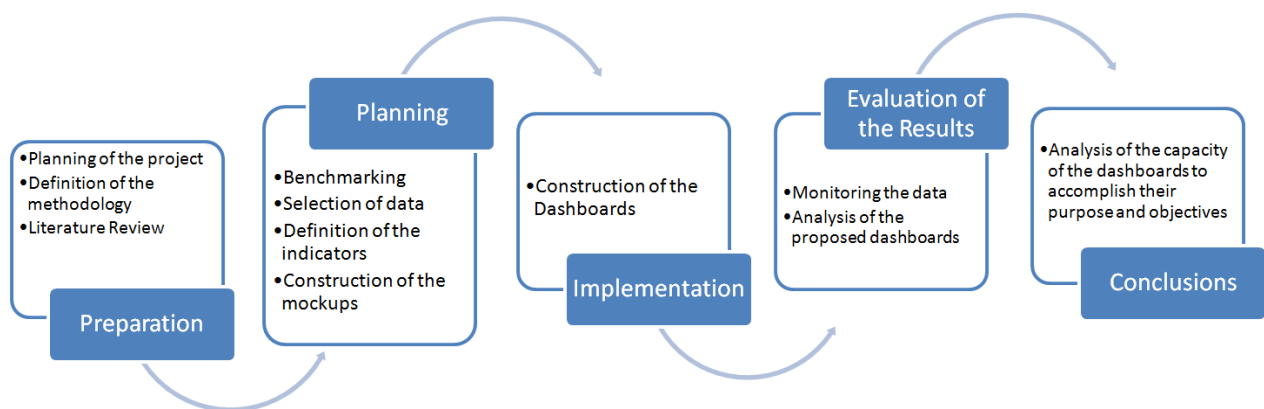 •Planning of the project
•Definition of the
methodology
•Literature Review
Preparation
Planning
•Benchmarking
•Selection of data
•Definition of the
indicators
•Construction of the
mockups
•Construction of the
Dashboards
Implementation
Evaluation of
the Results
•Monitoring the data
•Analysis of the
proposed dashboards
•Analysis of the capacity
of the dashboards to
accomplish their
purpose and objectives
Conclusions